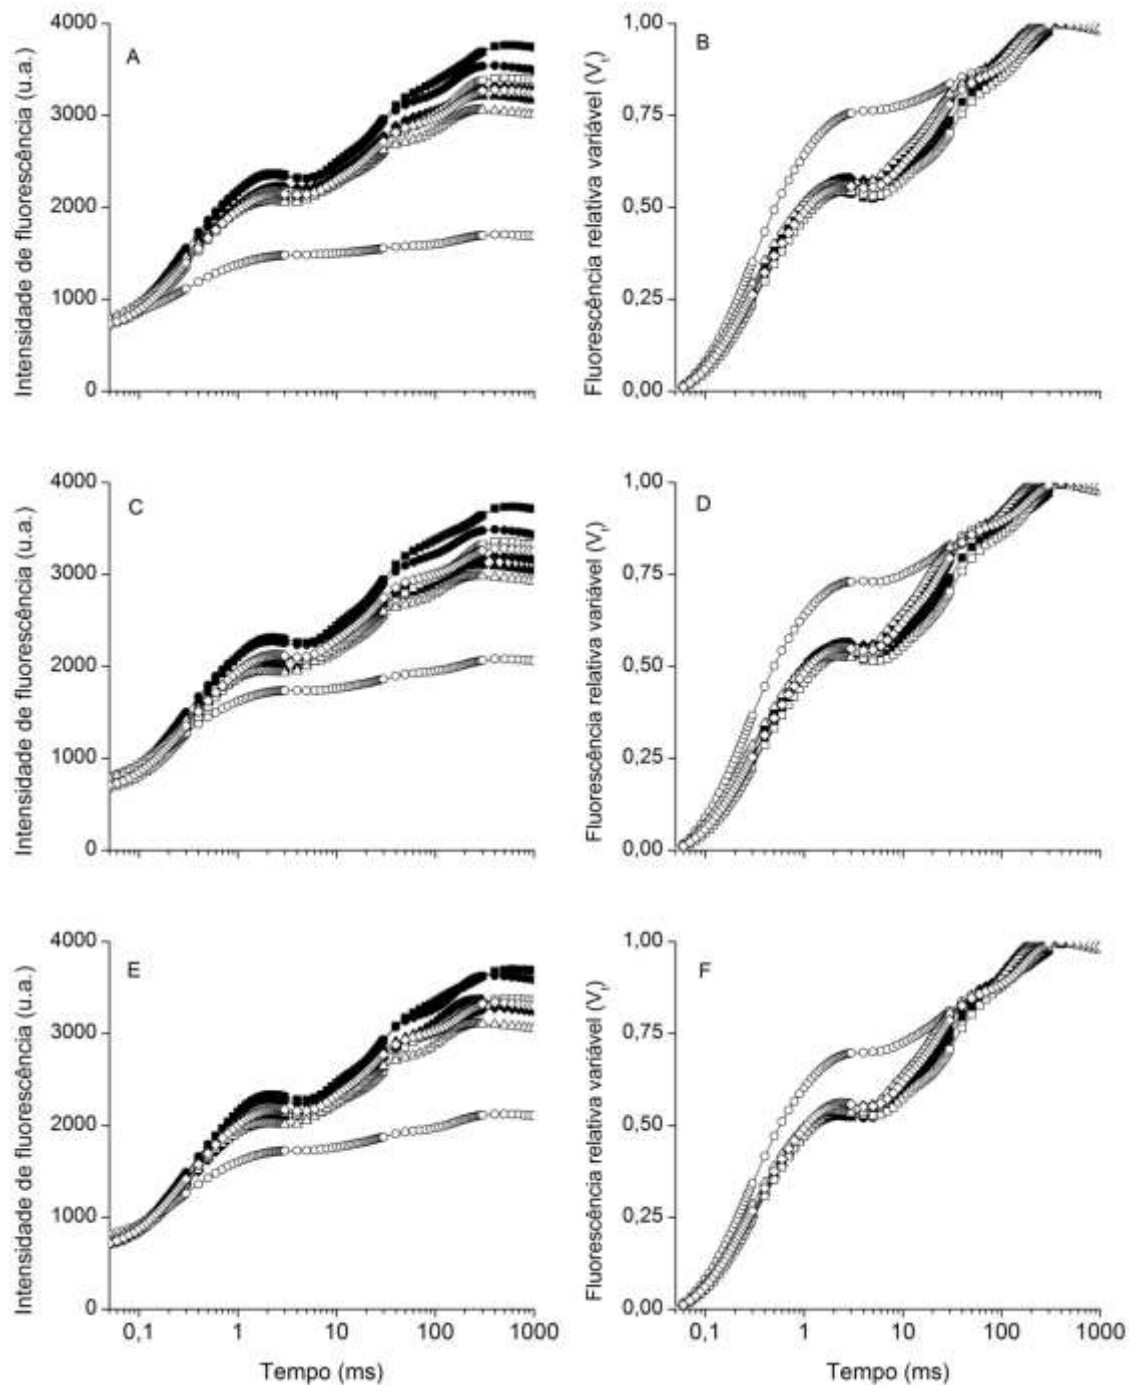 4000
3000
2000
1000
0
Intensidade de fluorescência (u.a.)
A
1,00
0,75
0,50
0,25
0,00
Fluorescência relativa variável (Vt)
B
4000
3000
2000
1000
0
Intensidade de fluorescência (u.a.)
C
1,00
0,75
0,50
0,25
0,00
Fluorescência relativa variável (Vt)
D
4000
3000
2000
1000
0
Intensidade de fluorescência (u.a.)
E
0,1 1 10 100 1000
Tempo (ms)
1,00
0,75
0,50
0,25
0,00
Fluorescência relativa variável (Vt)
F
0,1 1 10 100 1000
Tempo (ms)